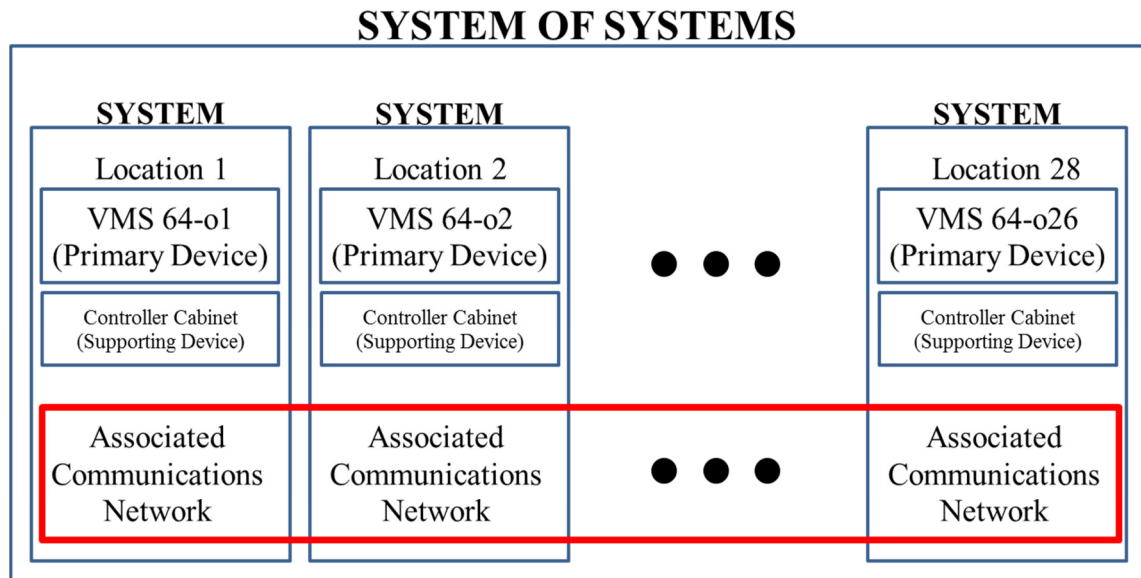 SYSTEM OF SYSTEMS
SYSTEM
Location 1
VMS 64-o1
(Primary Device)
Controller Cabinet
(Supporting Device)
Associated
Communications
Network
SYSTEM
Location 2
VMS 64-o2
(Primary Device)
Controller Cabinet
(Supporting Device)
Associated
Communications
Network
SYSTEM
Location 28
VMS 64-o26
(Primary Device)
Controller Cabinet
(Supporting Device)
Associated
Communications
Network